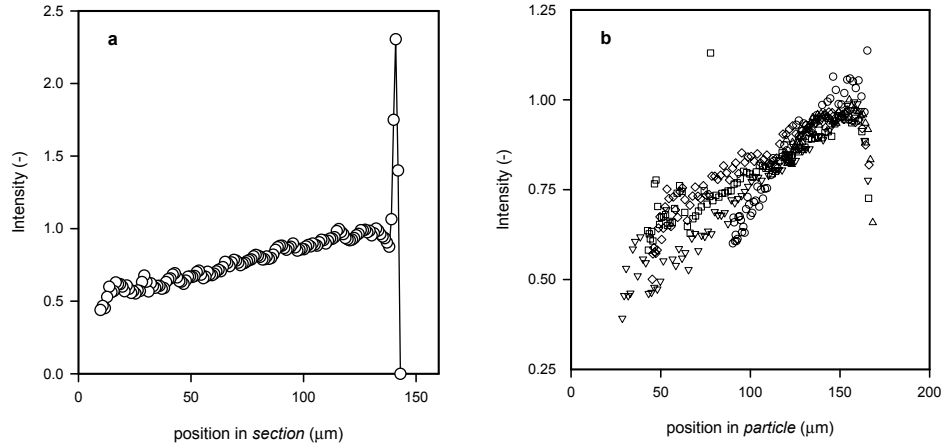 a
Intensity (-)
2.5
2.0
1.5
1.0
0.5
0.0
0 50 100 150
position in section (μm)
b
Intensity (-)
1.25
1.00
0.75
0.50
0.25
0 50 100 150 200
position in particle (μm)